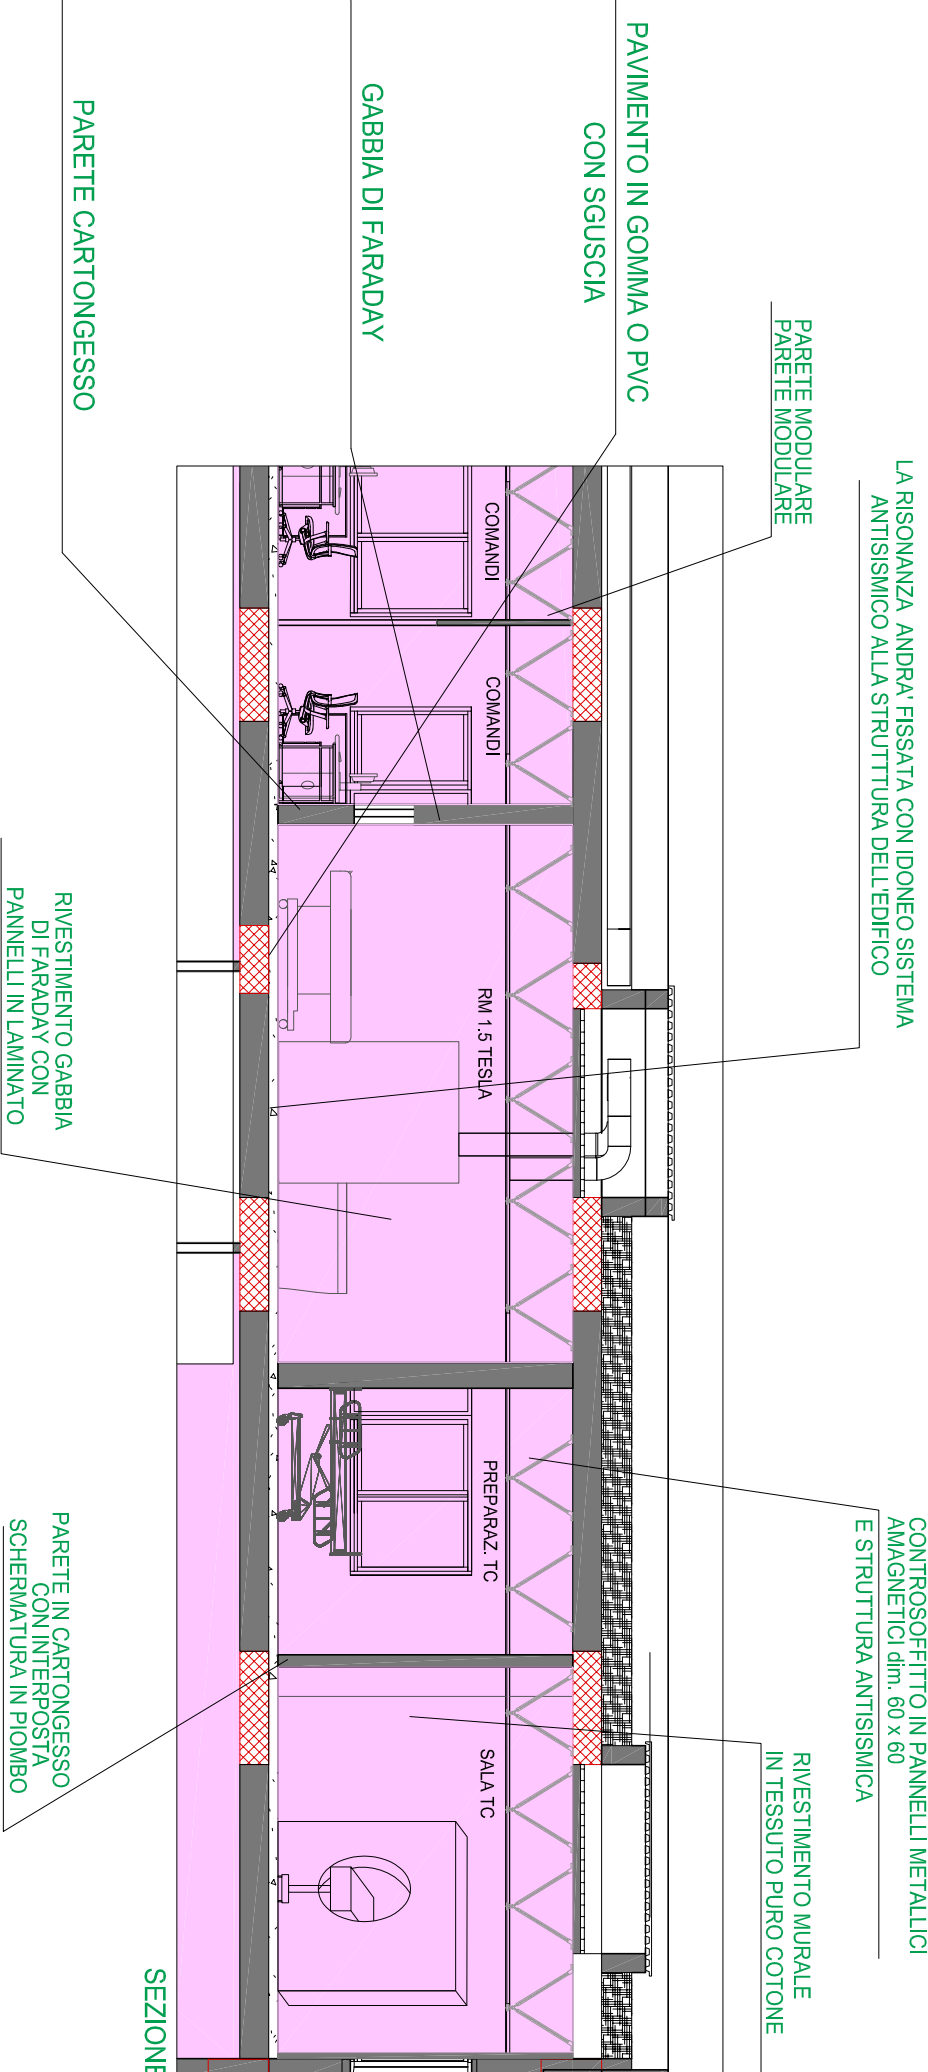 LA RISONANZA ANDRA' FISSATA CON IDONEO SISTEMA
ANTISISMICO ALLA STRUTTURA DELL'EDIFICO
CONTROSOFFITTO IN PANNELLI METALLICI
AMAGNETICI dim. 60 x 60
E STRUTTURA ANTISISMICA
PARETE MODULARE
PARETE MODULARE
RIVESTIMENTO MURALE
IN TESSUTO PURO COTONE
PAVIMENTO IN GOMMA O PVC
CON SGUSCIA
GABBIA DI FARADAY
PARETE CARTONGESSO
COMANDI
COMANDI
RM 1.5 TESLA
PREPARAZ. TC
SALA TC
RIVESTIMENTO GABBIA
DI FARADAY CON
PANNELLI IN LAMINATO
PARETE IN CARTONGESSO
CON INTERPOSTA
SCHERMATURA IN PIOMBO
SEZIONE